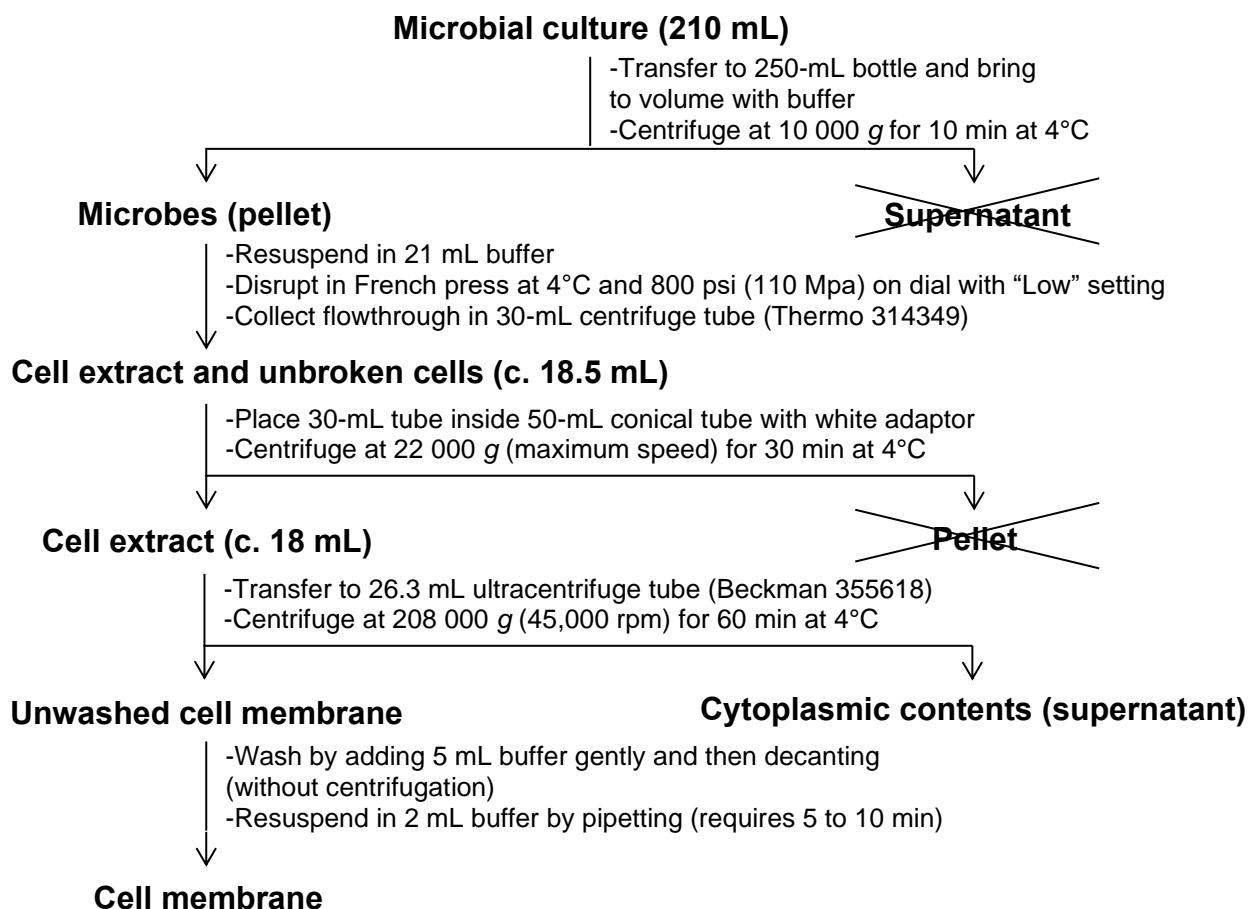 Microbial culture (210 mL)
-Transfer to 250-mL bottle and bring
to volume with buffer
-Centrifuge at 10 000 g for 10 min at 4°C
Microbes (pellet)
Supernatant
-Resuspend in 21 mL buffer
-Disrupt in French press at 4°C and 800 psi (110 Mpa) on dial with “Low” setting
-Collect flowthrough in 30-mL centrifuge tube (Thermo 314349)
Cell extract and unbroken cells (c. 18.5 mL)
-Place 30-mL tube inside 50-mL conical tube with white adaptor
-Centrifuge at 22 000 g (maximum speed) for 30 min at 4°C
Cell extract (c. 18 mL)
Pellet
-Transfer to 26.3 mL ultracentrifuge tube (Beckman 355618)
-Centrifuge at 208 000 g (45,000 rpm) for 60 min at 4°C
Unwashed cell membrane
Cytoplasmic contents (supernatant)
-Wash by adding 5 mL buffer gently and then decanting
(without centrifugation)
-Resuspend in 2 mL buffer by pipetting (requires 5 to 10 min)
Cell membrane